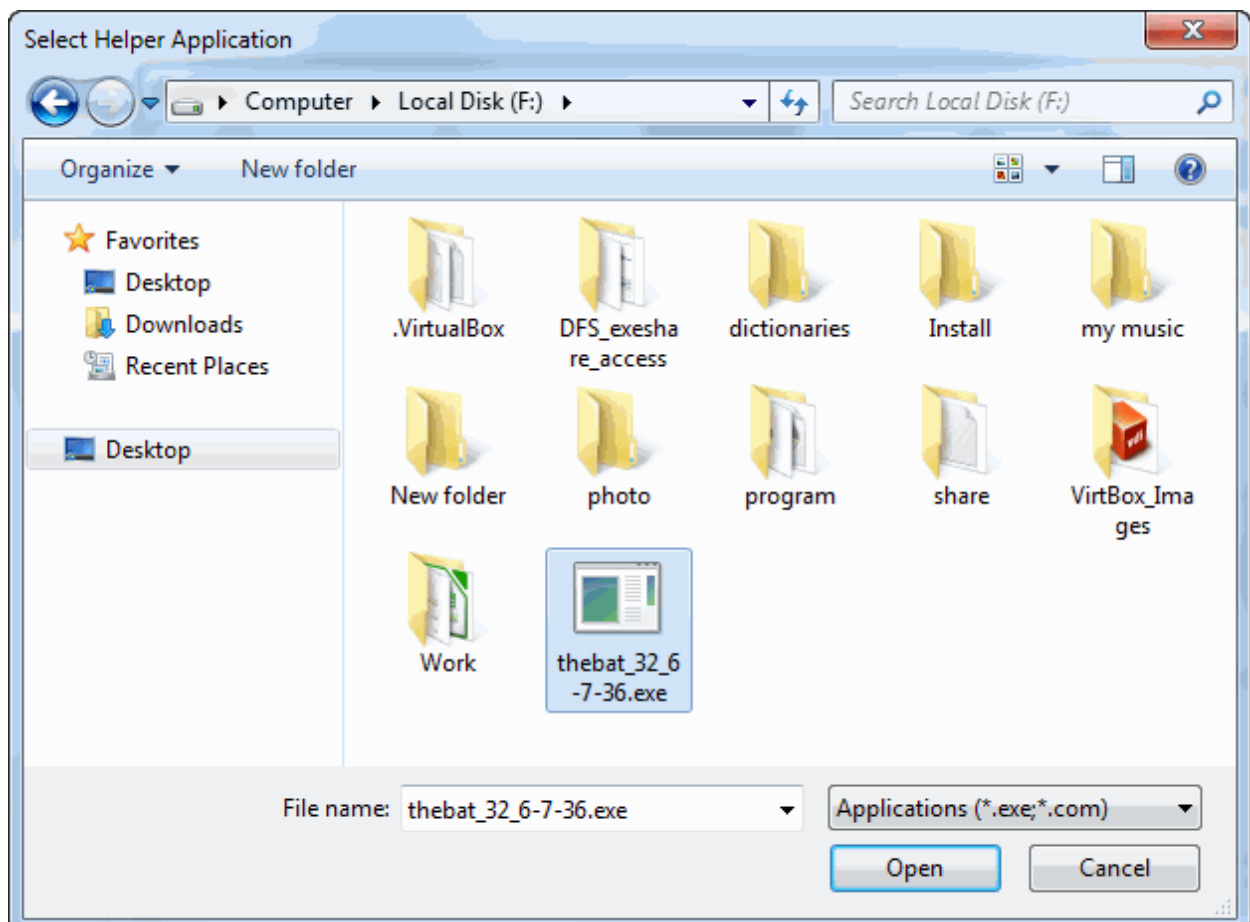 Select Helper Application
Computer Local Disk (F:)
Search Local Disk (F:)
Organize New folder
Favorites
Desktop
Downloads
Recent Places
Desktop
.VirtualBox
DFS_exesha
re_access
dictionaries
Install
my music
New folder
photo
program
share
VirtBox_Ima
ges
vdi
Work
thebat_32_6
-7-36.exe
File name: thebat_32_6-7-36.exe Applications (*.exe;*.com)
Open Cancel